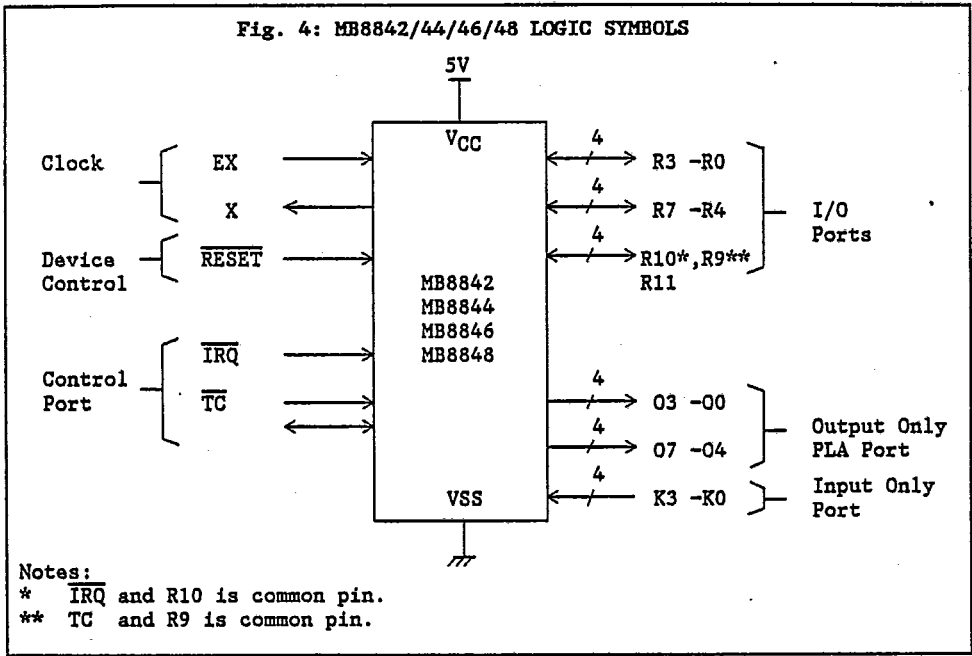 Fig. 4: MB8842/44/46/48 LOGIC SYMBOLS
5V
VCC
Clock
EX
X
Device
Control
RESET
Control
Port
IRQ
TC
MB8842
MB8844
MB8846
MB8848
VSS
4
R3 -R0
4
R7 -R4
4
R10*,R9**
R11
I/O
Ports
4
O3 -O0
4
O7 -O4
Output Only
PLA Port
4
K3 -K0
Input Only
Port
Notes:
* IRQ and R10 is common pin.
** TC and R9 is common pin.